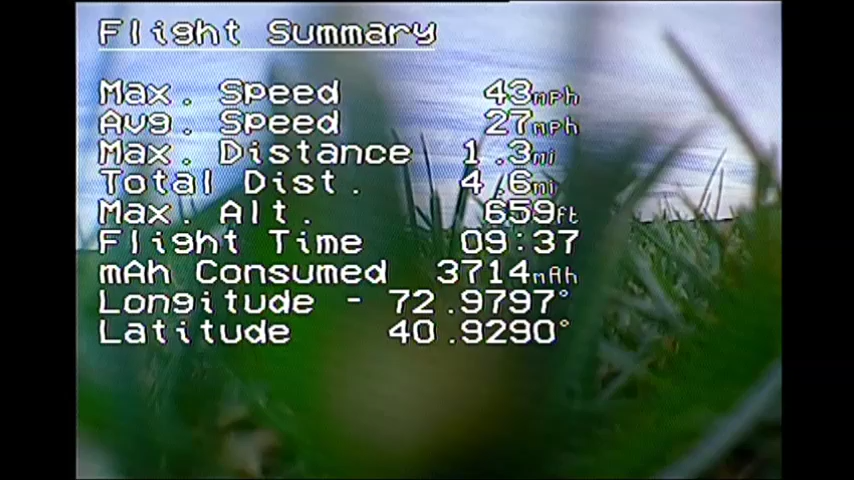 Flight Summary
Max. Speed 43mph
Avg. Speed 27mph
Max. Distance 1.3mi
Total Dist. 4.6mi
Max. Alt. 659ft
Flight Time 09:37
mAh Consumed 3714mAh
Longitude -72.9797°
Latitude 40.9290°